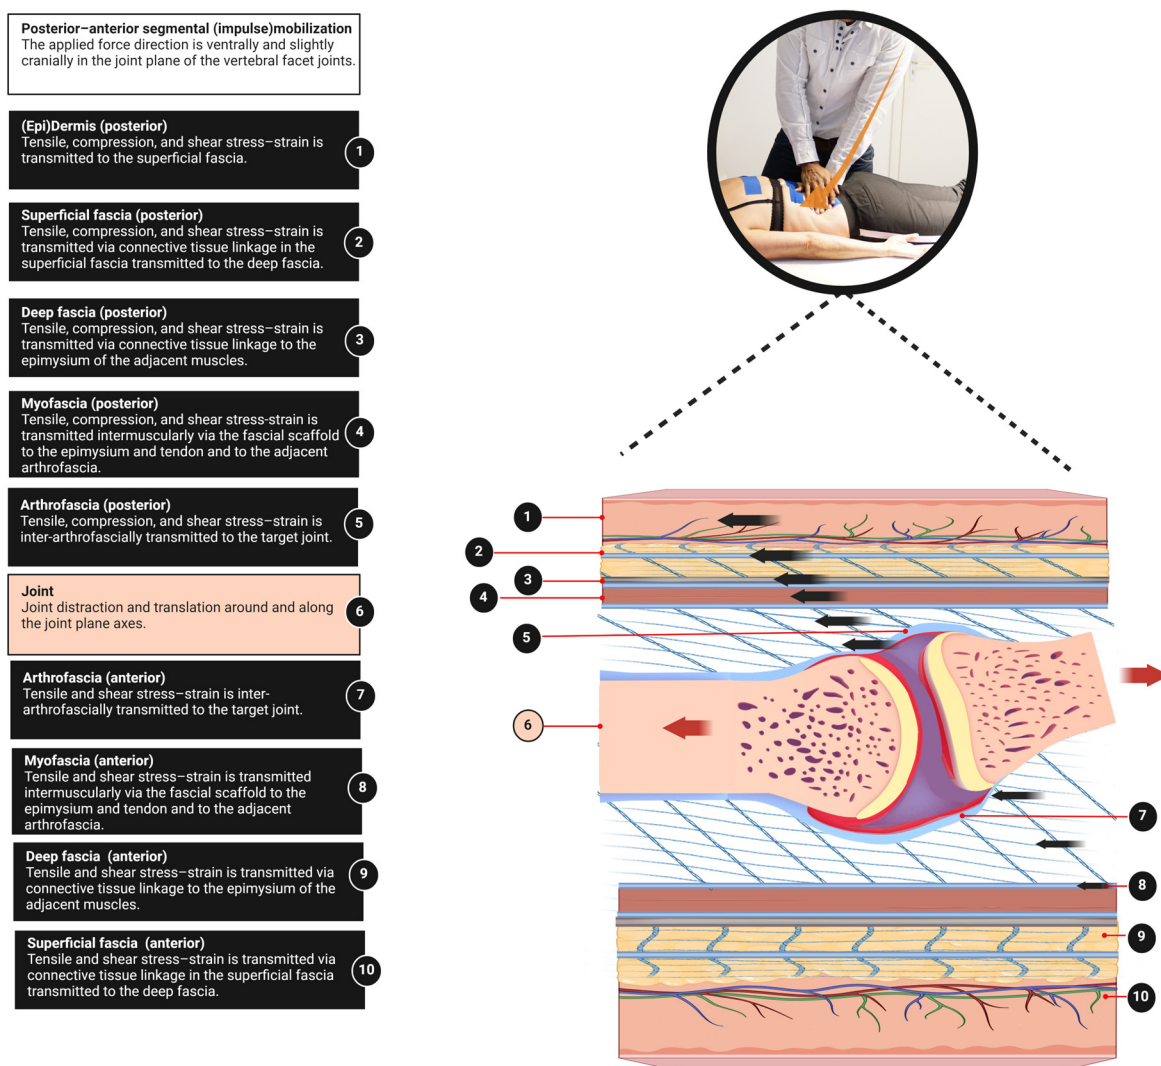 Posterior–anterior segmental (impulse)mobilization
The applied force direction is ventrally and slightly
cranially in the joint plane of the vertebral facet joints.
(Epi)Dermis (posterior)
Tensile, compression, and shear stress–strain is
transmitted to the superficial fascia.
1
Superficial fascia (posterior)
Tensile, compression, and shear stress–strain is
transmitted via connective tissue linkage in the
superficial fascia transmitted to the deep fascia.
2
Deep fascia (posterior)
Tensile, compression, and shear stress–strain is
transmitted via connective tissue linkage to the
epimysium of the adjacent muscles.
3
Myofascia (posterior)
Tensile, compression, and shear stress-strain is
transmitted intermuscularly via the fascial scaffold
to the epimysium and tendon and to the adjacent
arthrofascia.
4
Arthrofascia (posterior)
Tensile, compression, and shear stress–strain is
inter-arthrofascially transmitted to the target joint.
5
Joint
Joint distraction and translation around and along
the joint plane axes.
6
Arthrofascia (anterior)
Tensile and shear stress–strain is inter-
arthrofascially transmitted to the target joint.
7
Myofascia (anterior)
Tensile and shear stress–strain is transmitted
intermuscularly via the fascial scaffold to the
epimysium and tendon and to the adjacent
arthrofascia.
8
Deep fascia (anterior)
Tensile and shear stress–strain is transmitted via
connective tissue linkage to the epimysium of the
adjacent muscles.
9
Superficial fascia (anterior)
Tensile and shear stress–strain is transmitted via
connective tissue linkage in the superficial fascia
transmitted to the deep fascia.
10
1
2
3
4
5
6
7
8
9
10